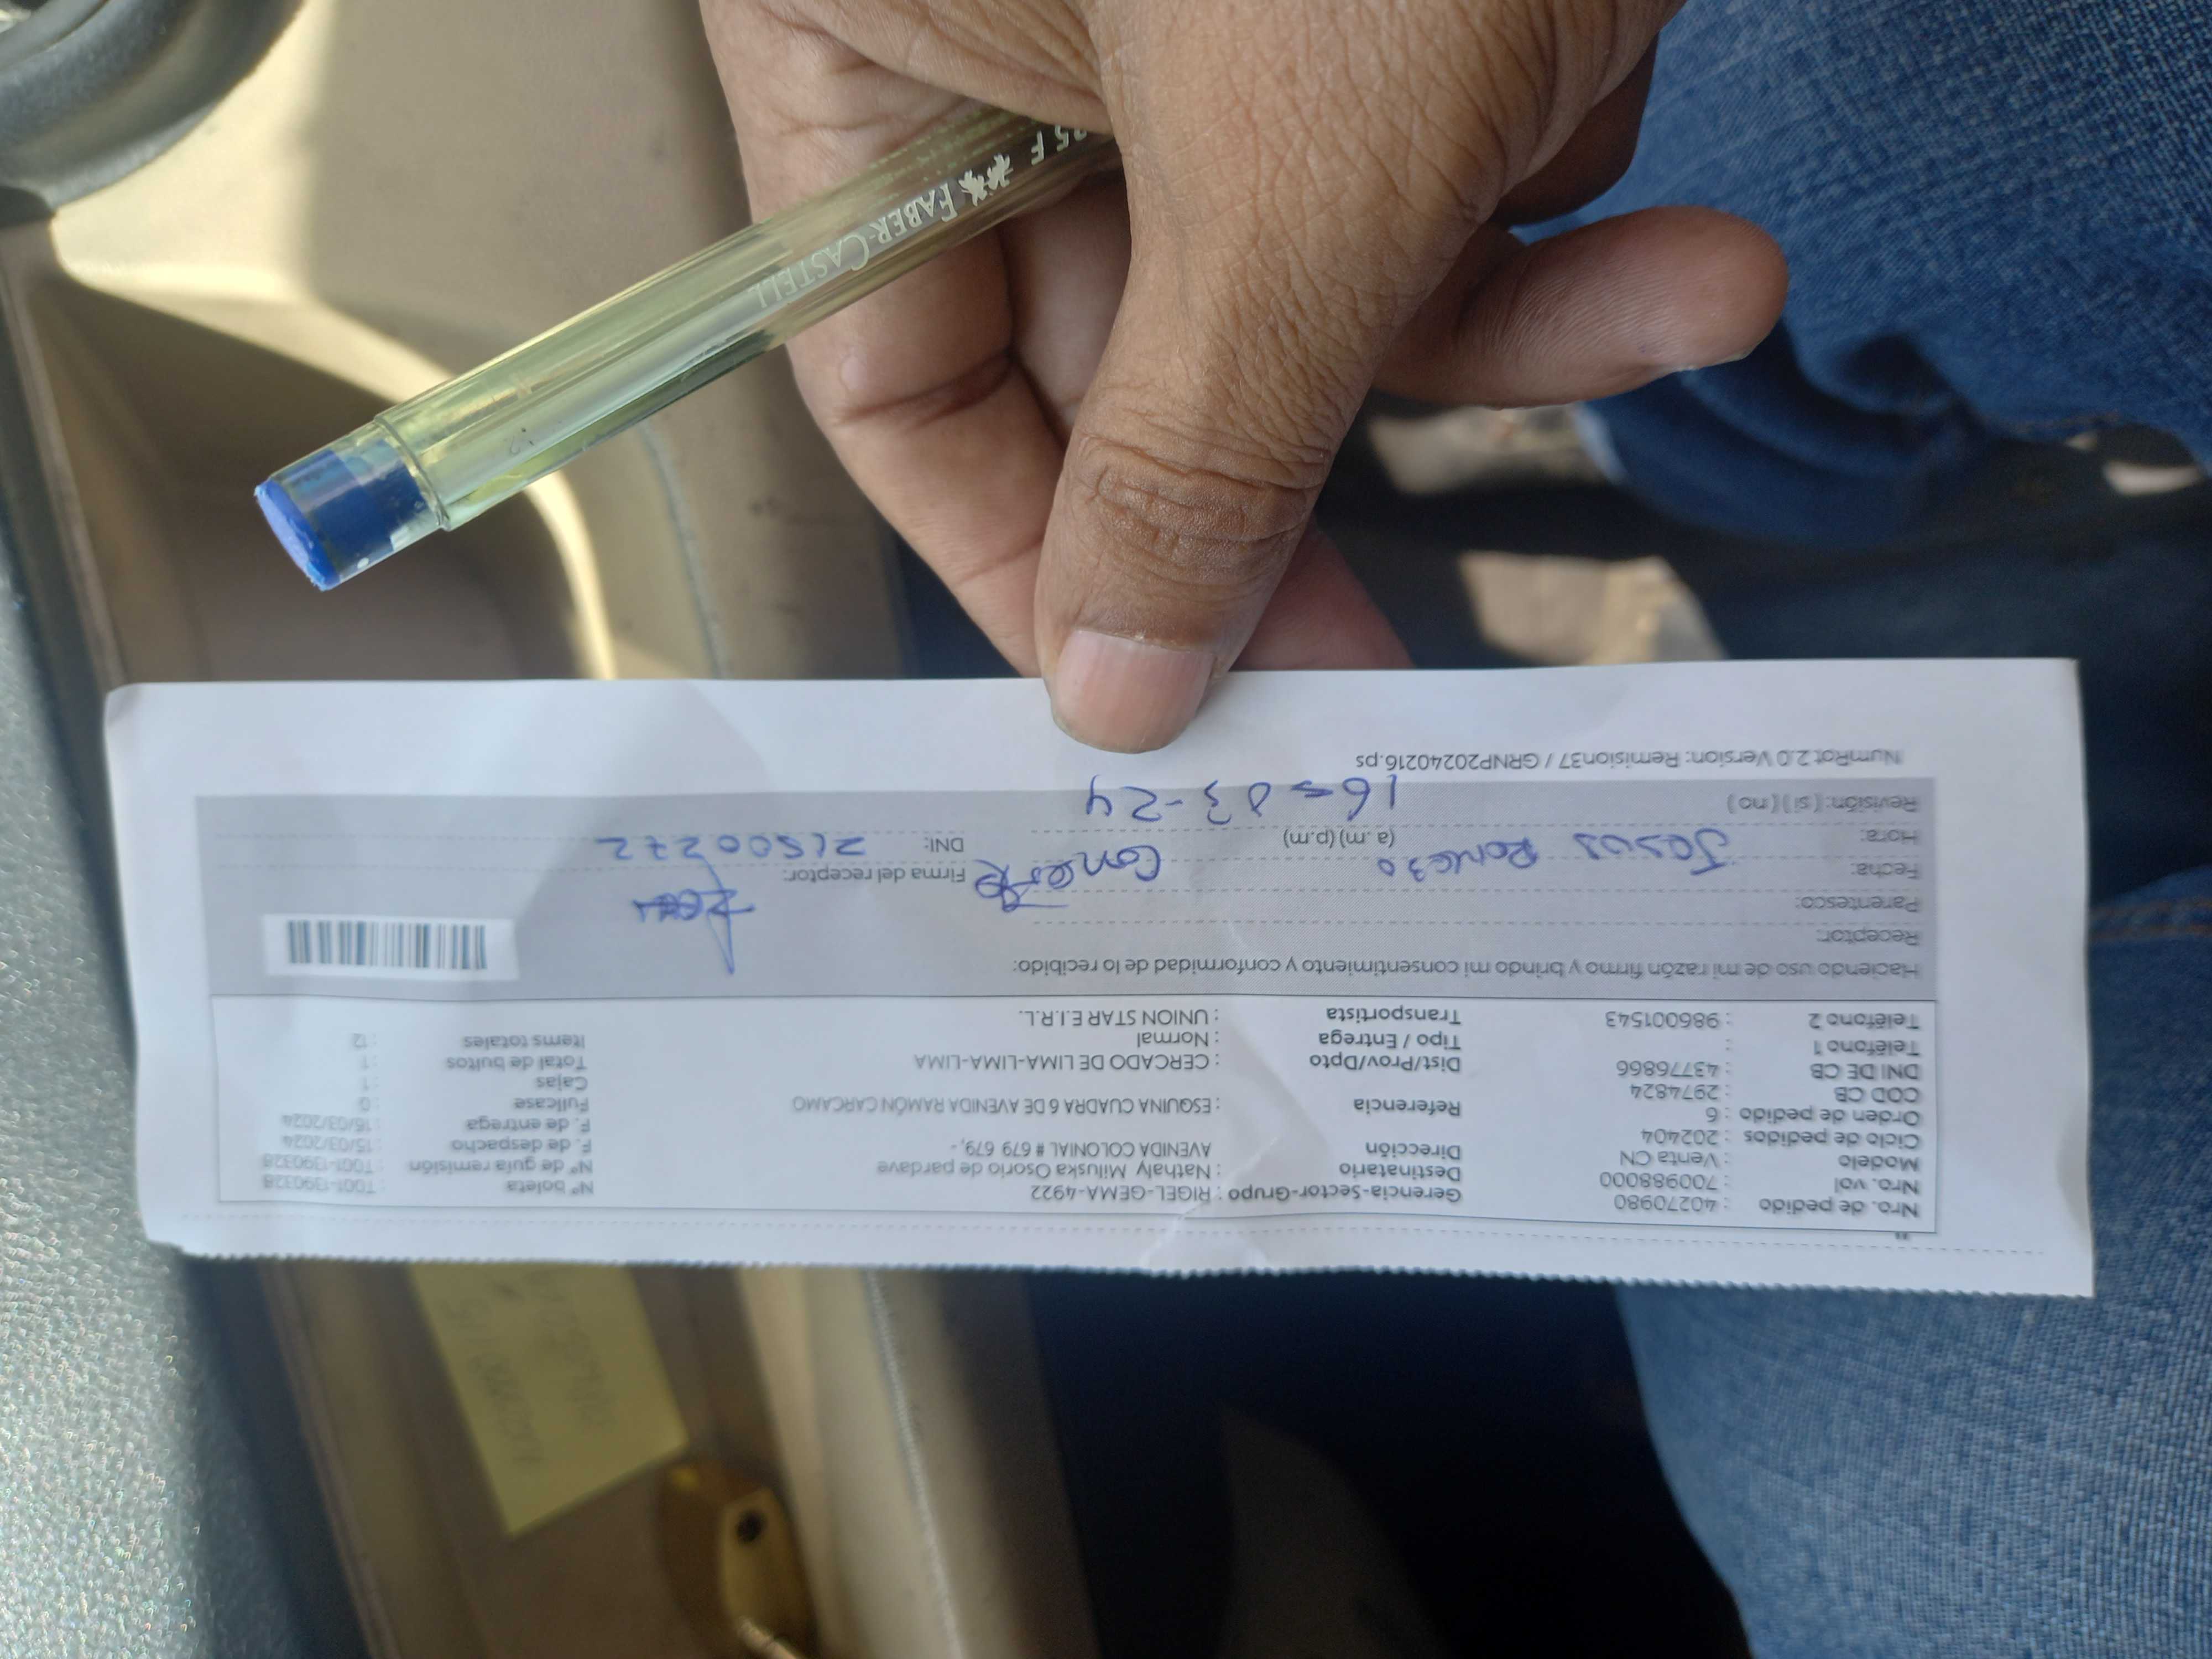 Nro. de pedido : 40270980
Nro. vol : 700988000
Modelo : Venta CN
Ciclo de pedidos : 202404
Orden de pedido : 6
COD CB : 2974824
DNI DE CB : 43776866
Teléfono 1 :
Teléfono 2 : 986001543
Gerencia-Sector-Grupo : RIGEL-GEMA-4922
Destinatario : Nathaly Miluska Osorio de pardave
Dirección AVENIDA COLONIAL # 679 679, -
Referencia : ESQUINA CUADRA 6 DE AVENIDA RAMÓN CARCAMO
Dist/Prov/Dpto : CERCADO DE LIMA-LIMA-LIMA
Tipo / Entrega : Normal
Transportista : UNION STAR E.I.R.L.
Nº boleta : T001-1390328
Nº de guía remisión : T001-1390328
F. de despacho : 15/03/2024
F. de entrega : 16/03/2024
Fullcase : 0
Cajas : 1
Total de bultos : 1
Items totales : 12
Haciendo uso de mi razón firmo y brindo mi consentimiento y conformidad de lo recibido:
Receptor:
Parentesco:
Fecha: Jesus
Hora: (a.m) (p.m)
Firma del receptor:
DNI: 21500272
Revisión: ( si ) ( no ) 16-03-24
NumRot 2.0 Version: Remision37 / GRNP20240216.ps
35 F FABER-CASTELL